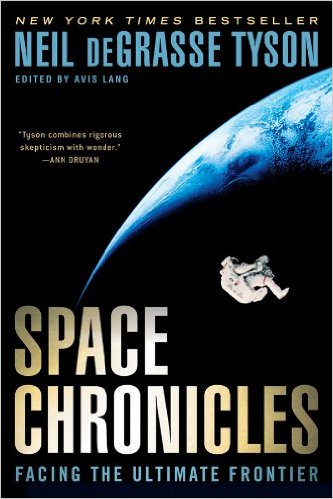 NEW YORK TIMES BESTSELLER
NEIL DEGRASSE TYSON
EDITED BY AVIS LANG
"Tyson combines rigorous
skepticism with wonder."
—ANN DRUYAN
SPACE
CHRONICLES
FACING THE ULTIMATE FRONTIER